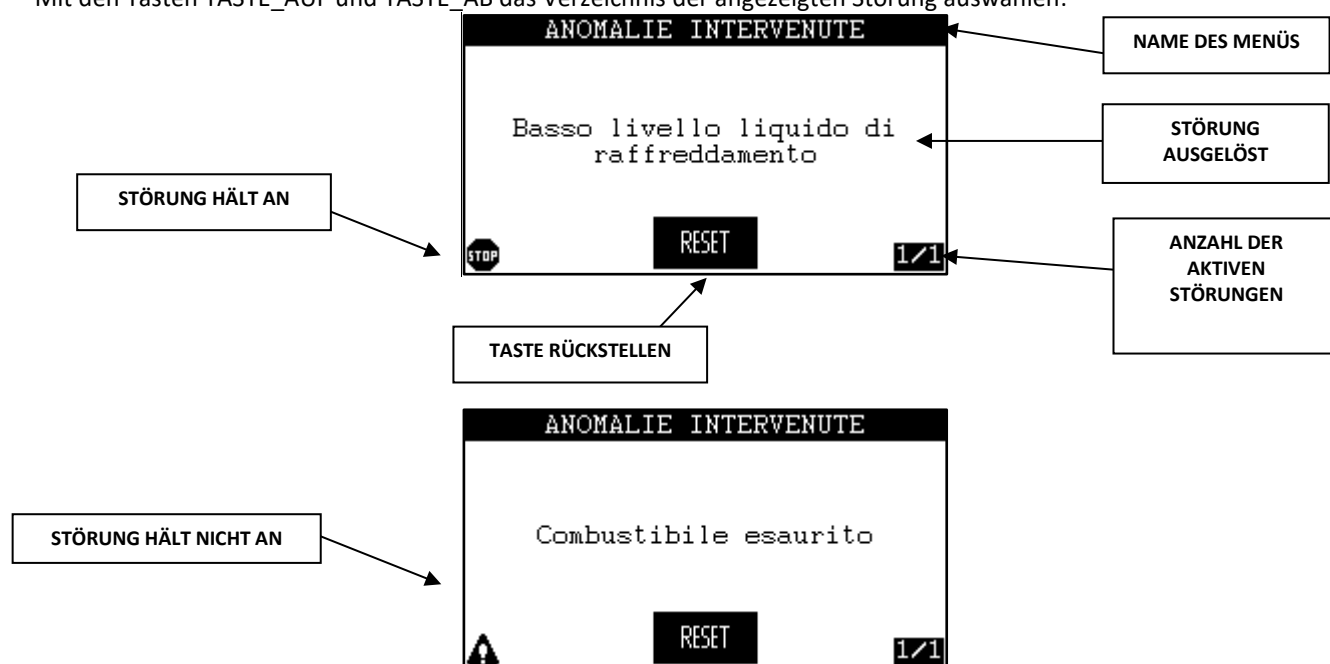 Mit den Tasten TASTE_AUF und TASTE_AB das Verzeichnis der angezeigten Störung auswählen.
ANOMALIE INTERVENUTE
NAME DES MENÜS
Basso livello liquido di
raffreddamento
STÖRUNG
AUSGELÖST
STÖRUNG HÄLT AN
STOP
RESET
1/1
ANZAHL DER
AKTIVEN
STÖRUNGEN
TASTE RÜCKSTELLEN
ANOMALIE INTERVENUTE
Combustibile esaurito
STÖRUNG HÄLT NICHT AN
RESET
1/1